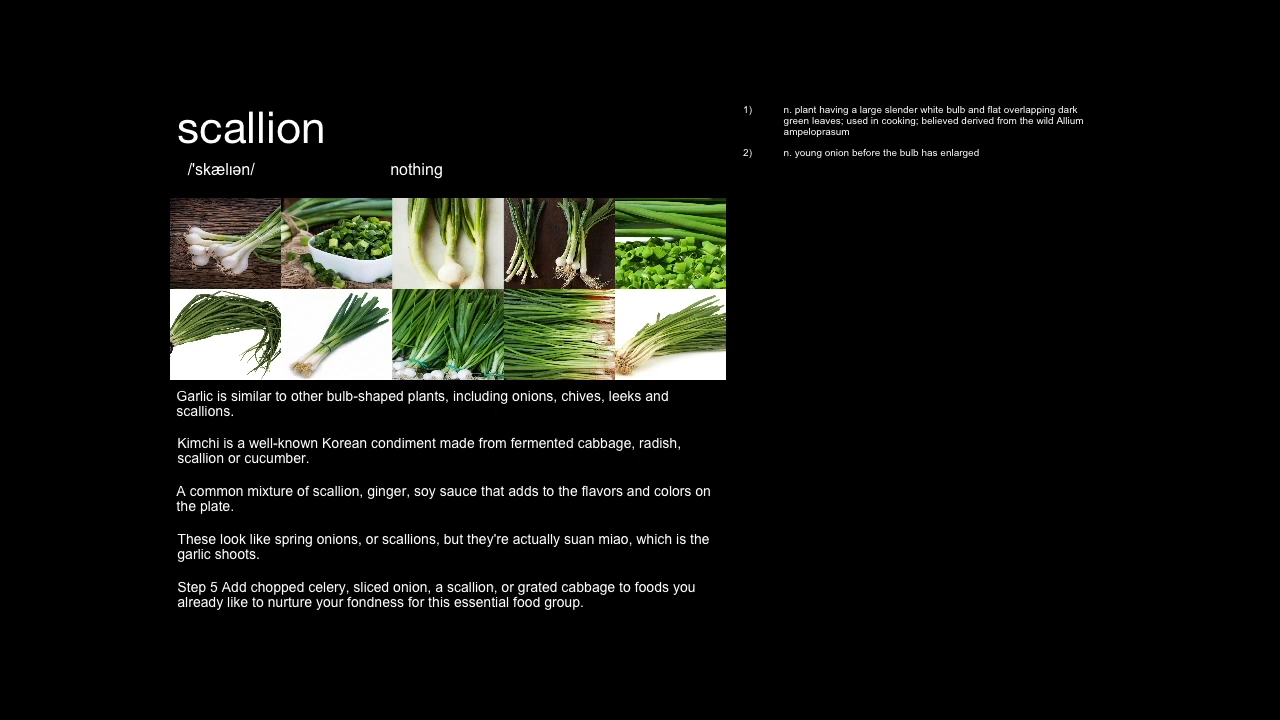 scallion
/'skælıən/
nothing
Garlic is similar to other bulb-shaped plants, including onions, chives, leeks and
scallions.
Kimchi is a well-known Korean condiment made from fermented cabbage, radish,
scallion or cucumber.
A common mixture of scallion, ginger, soy sauce that adds to the flavors and colors on
the plate.
These look like spring onions, or scallions, but they're actually suan miao, which is the
garlic shoots.
Step 5 Add chopped celery, sliced onion, a scallion, or grated cabbage to foods you
already like to nurture your fondness for this essential food group.
1) n. plant having a large slender white bulb and flat overlapping dark
green leaves; used in cooking; believed derived from the wild Allium
ampeloprasum
2) n. young onion before the bulb has enlarged